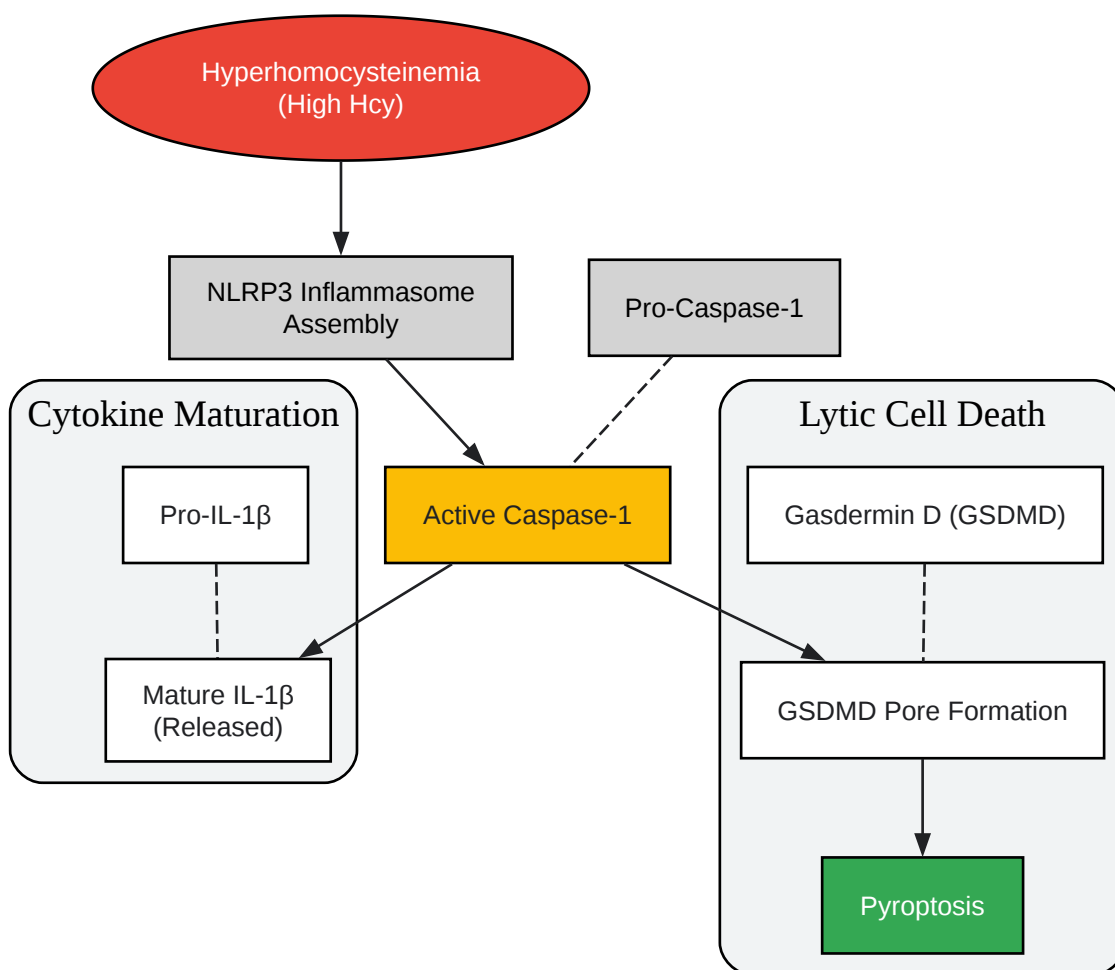 Hyperhomocysteinemia
(High Hcy)
NLRP3 Inflammasome
Assembly
Pro-Caspase-1
Cytokine Maturation
Lytic Cell Death
Pro-IL-1β
Active Caspase-1
Gasdermin D (GSDMD)
Mature IL-1β
(Released)
GSDMD Pore Formation
Pyroptosis